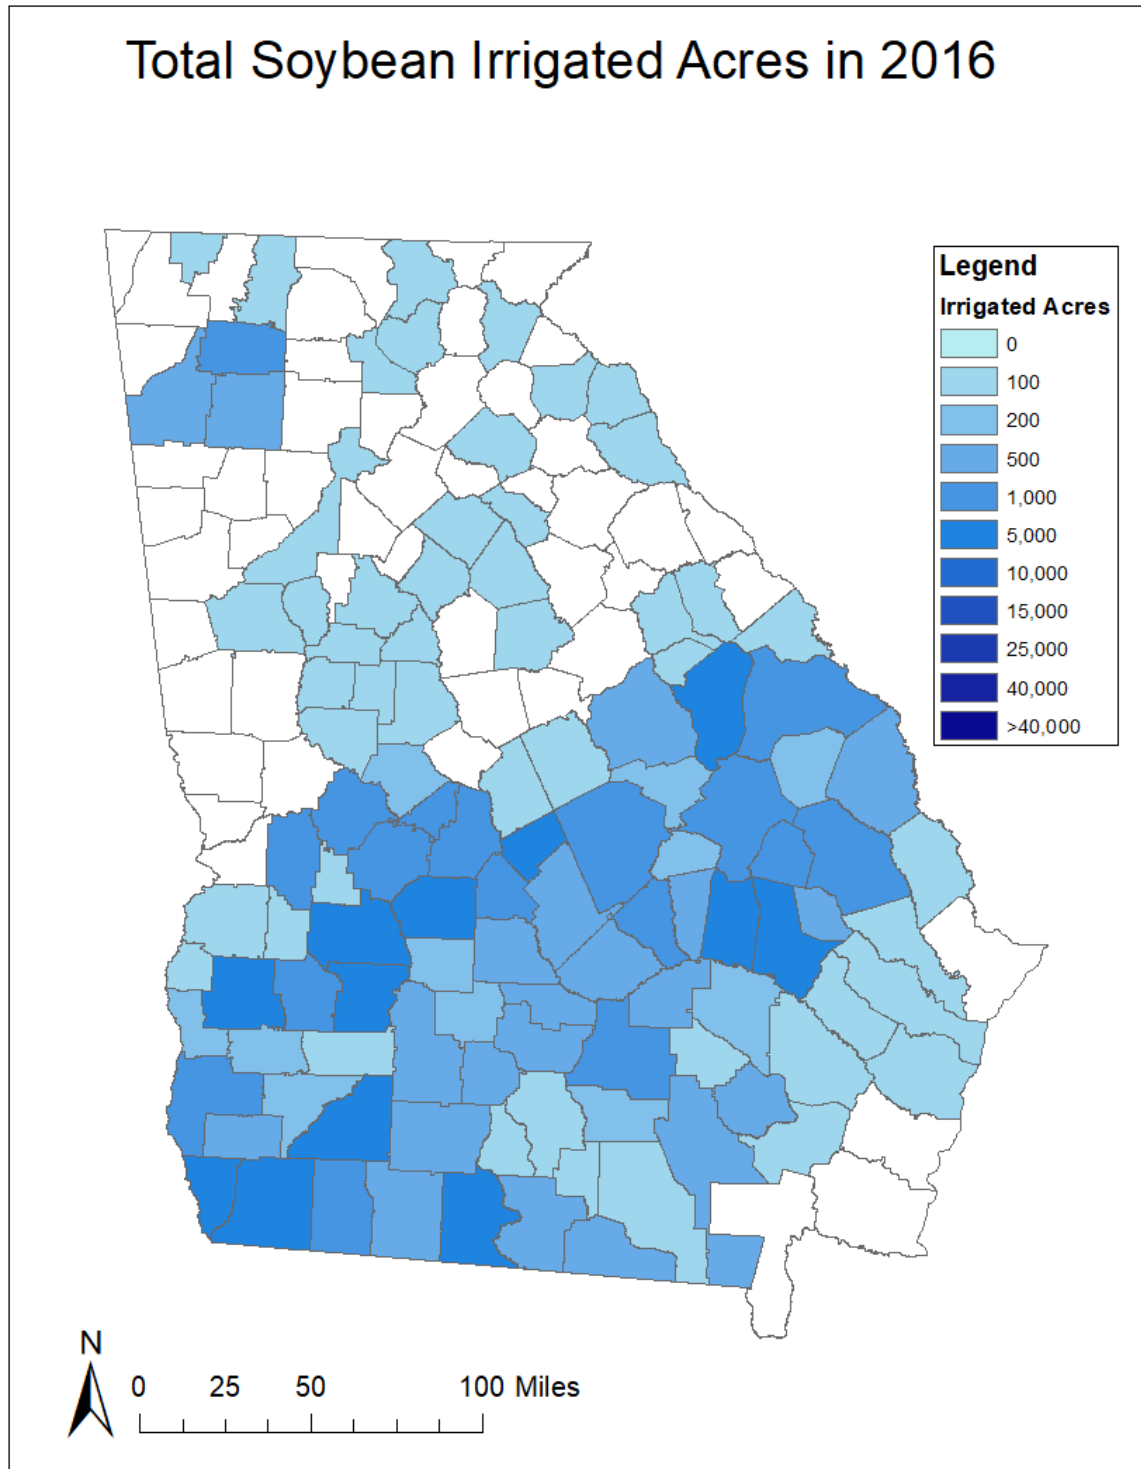 Total Soybean Irrigated Acres in 2016
Legend
Irrigated Acres
0
100
200
500
1,000
5,000
10,000
15,000
25,000
40,000
>40,000
N
0 25 50 100 Miles